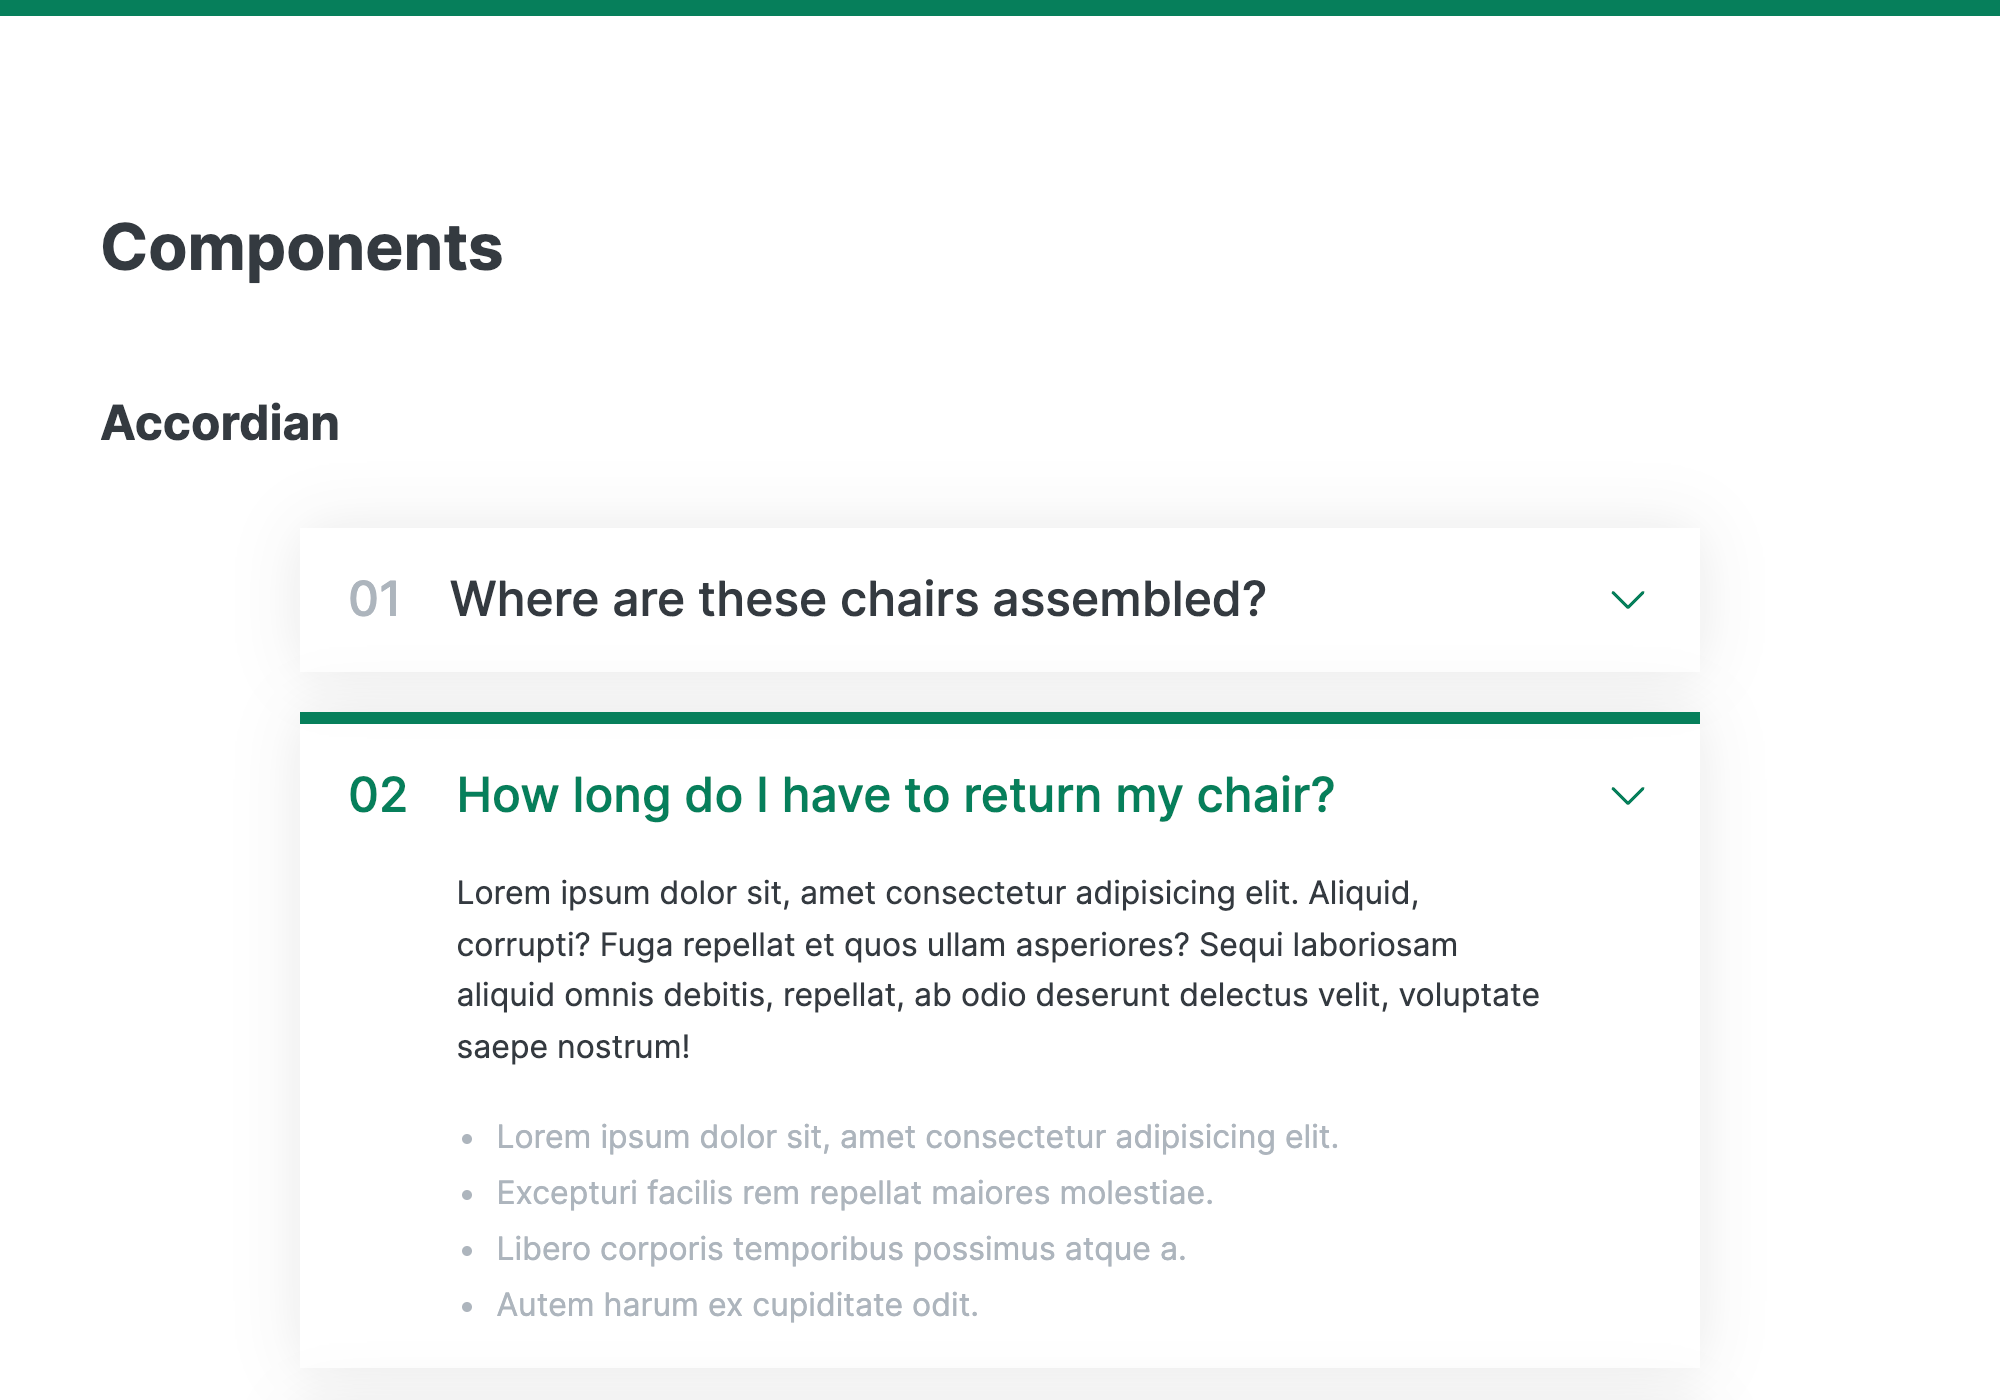 Components
Accordian
01 Where are these chairs assembled?
02 How long do I have to return my chair?
Lorem ipsum dolor sit, amet consectetur adipisicing elit. Aliquid,
corrupti? Fuga repellat et quos ullam asperiores? Sequi laboriosam
aliquid omnis debitis, repellat, ab odio deserunt delectus velit, voluptate
saepe nostrum!
• Lorem ipsum dolor sit, amet consectetur adipisicing elit.
• Excepturi facilis rem repellat maiores molestiae.
• Libero corporis temporibus possimus atque a.
• Autem harum ex cupiditate odit.